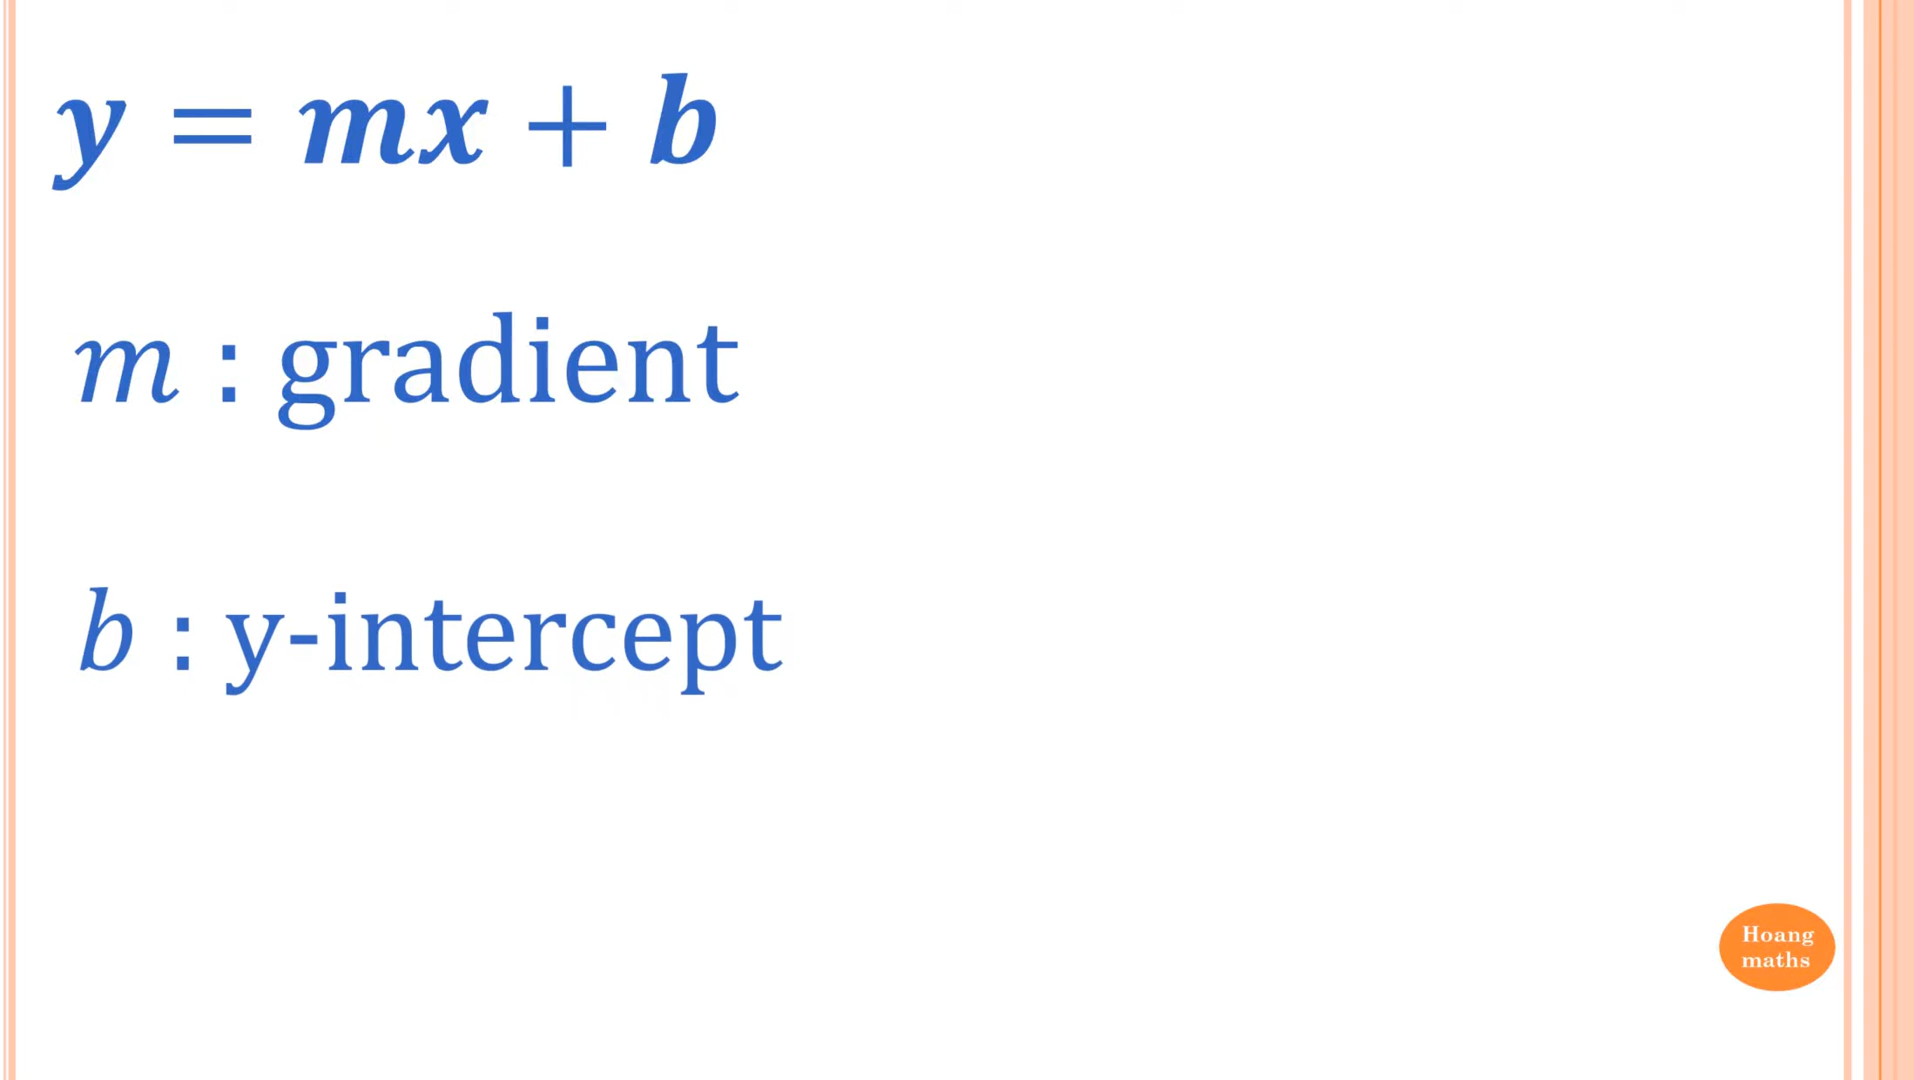 y = mx + b
m : gradient
b : y-intercept
Hoang
maths